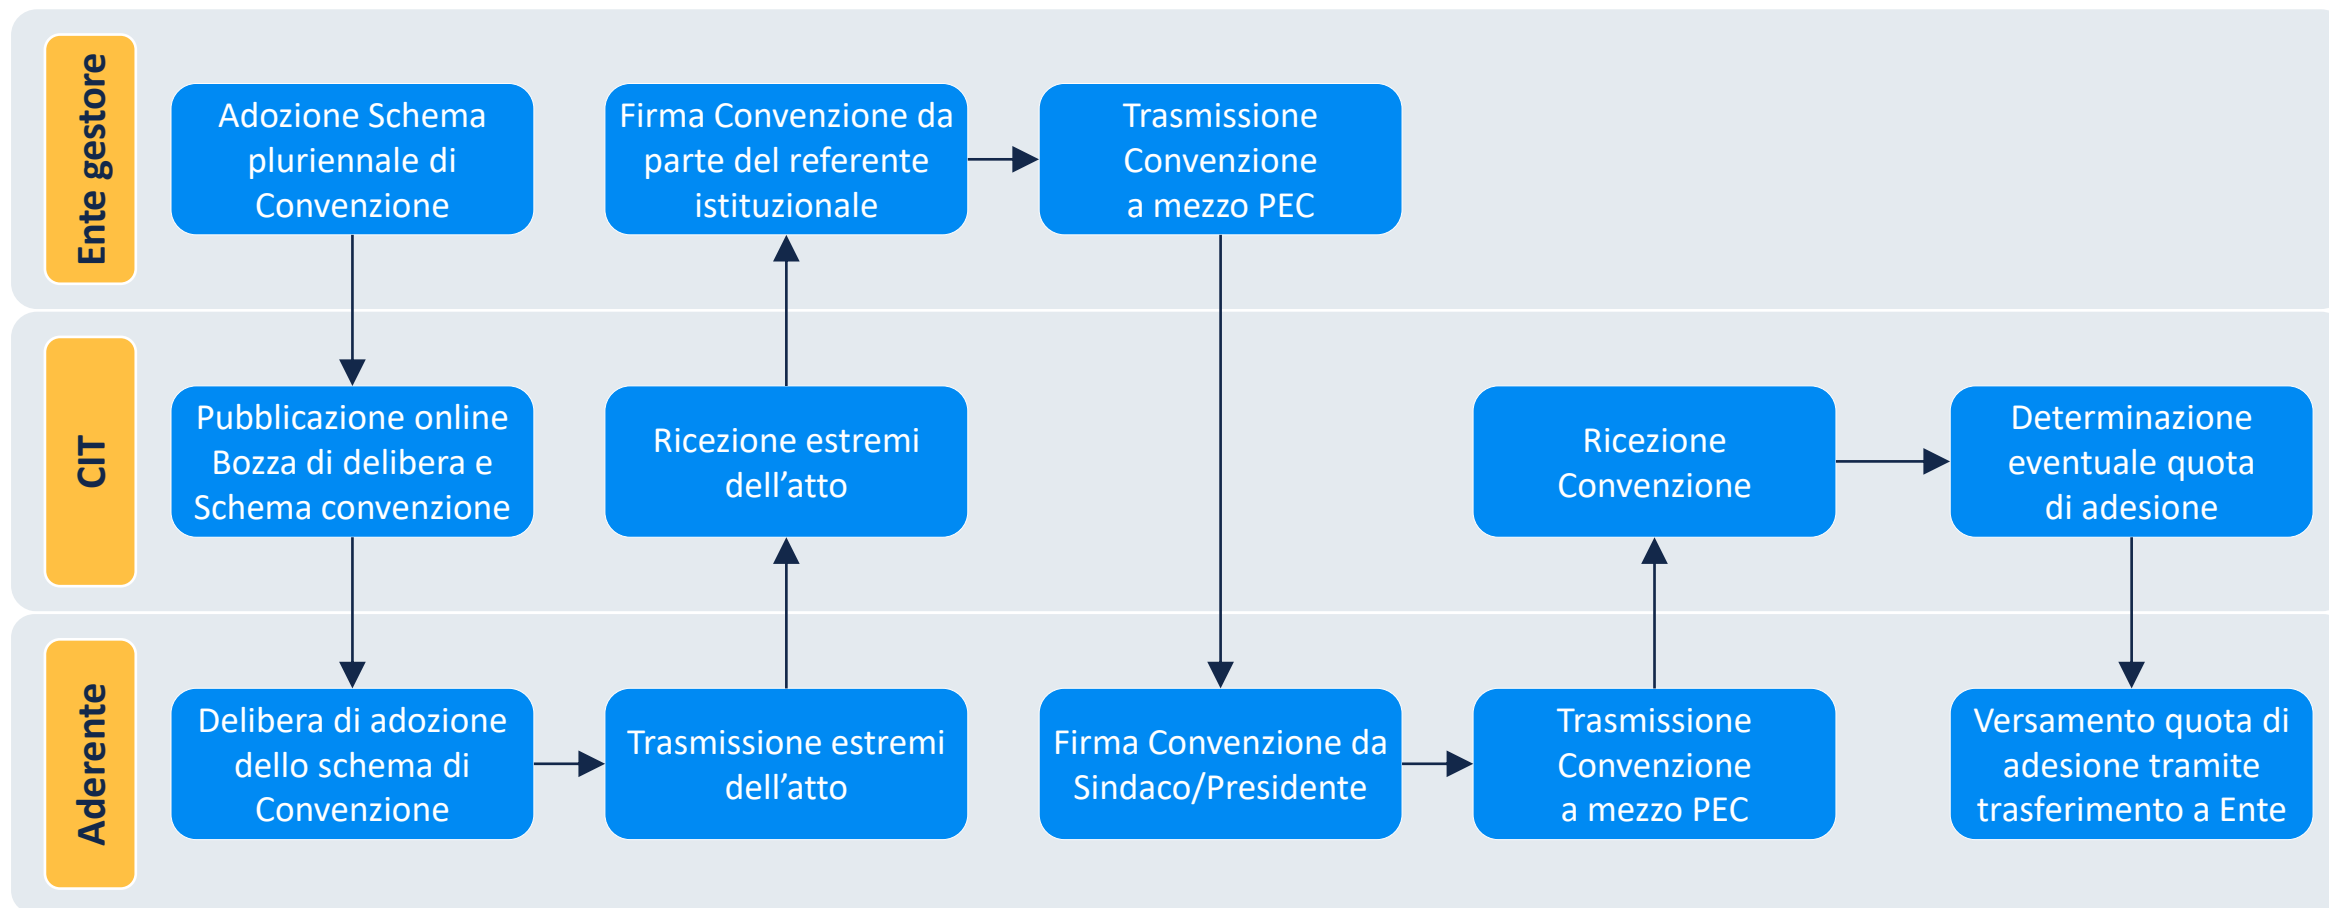 Ente gestore
Adozione Schema
pluriennale di
Convenzione
Firma Convenzione da
parte del referente
istituzionale
Trasmissione
Convenzione
a mezzo PEC
CIT
Pubblicazione online
Bozza di delibera e
Schema convenzione
Ricezione estremi
dell’atto
Ricezione
Convenzione
Determinazione
eventuale quota
di adesione
Aderente
Delibera di adozione
dello schema di
Convenzione
Trasmissione estremi
dell’atto
Firma Convenzione da
Sindaco/Presidente
Trasmissione
Convenzione
a mezzo PEC
Versamento quota di
adesione tramite
trasferimento a Ente